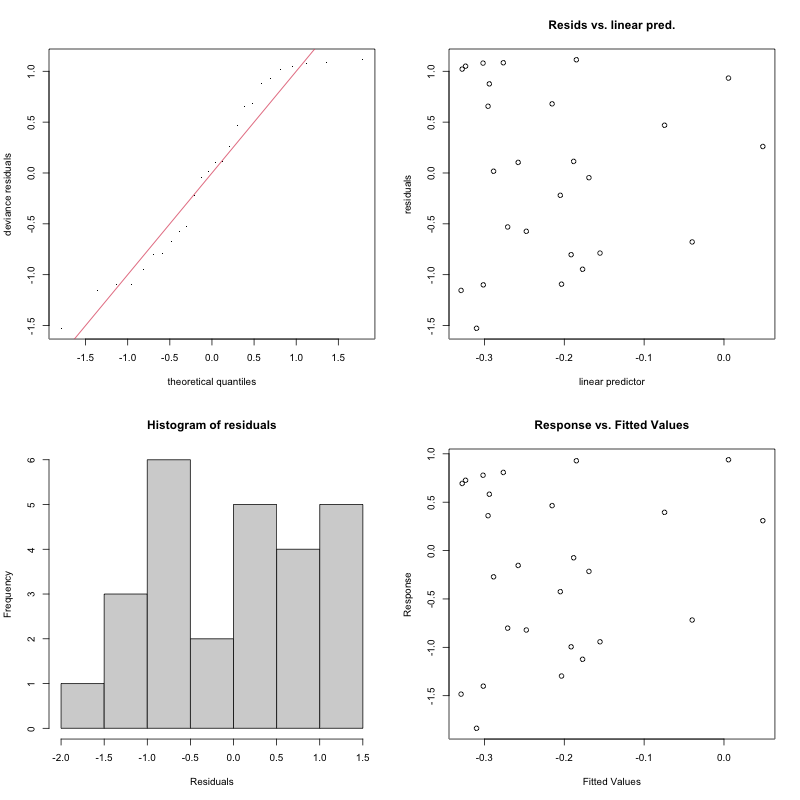 deviance residuals
-1.5 -1.0 -0.5 0.0 0.5 1.0
-1.5 -1.0 -0.5 0.0 0.5 1.0 1.5
theoretical quantiles
Resids vs. linear pred.
residuals
-1.5 -1.0 -0.5 0.0 0.5 1.0
-0.3 -0.2 -0.1 0.0
linear predictor
Histogram of residuals
Frequency
0 1 2 3 4 5 6
-2.0 -1.5 -1.0 -0.5 0.0 0.5 1.0 1.5
Residuals
Response vs. Fitted Values
Response
-1.5 -1.0 -0.5 0.0 0.5 1.0
-0.3 -0.2 -0.1 0.0
Fitted Values